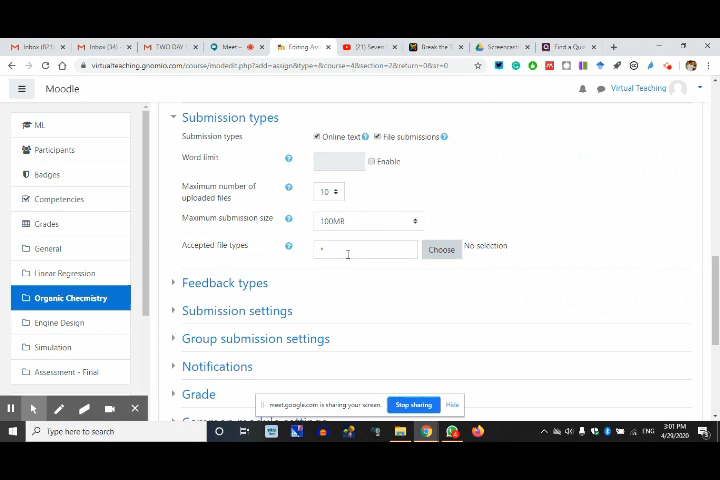 Inbox (821)
Inbox (34) -
TWO DAY
Meet -
Editing Ass
(21) Seven
Break the
Screencast
Find a Quiz
virtualteaching.gnomio.com/course/modedit.php?add=assign&type=&course=4&section=2&return=0&sr=0
Moodle
Virtual Teaching
ML
Participants
Badges
Competencies
Grades
General
Linear Regression
Organic Checmistry
Engine Design
Simulation
Assessment - Final
Submission types
Submission types
Online text
File submissions
Word limit
Enable
Maximum number of
uploaded files
10
Maximum submission size
100MB
Accepted file types
*
Choose
No selection
Feedback types
Submission settings
Group submission settings
Notifications
Grade
Common module settings
meet.google.com is sharing your screen.
Stop sharing
Hide
Type here to search
ENG
3:01 PM
4/29/2020